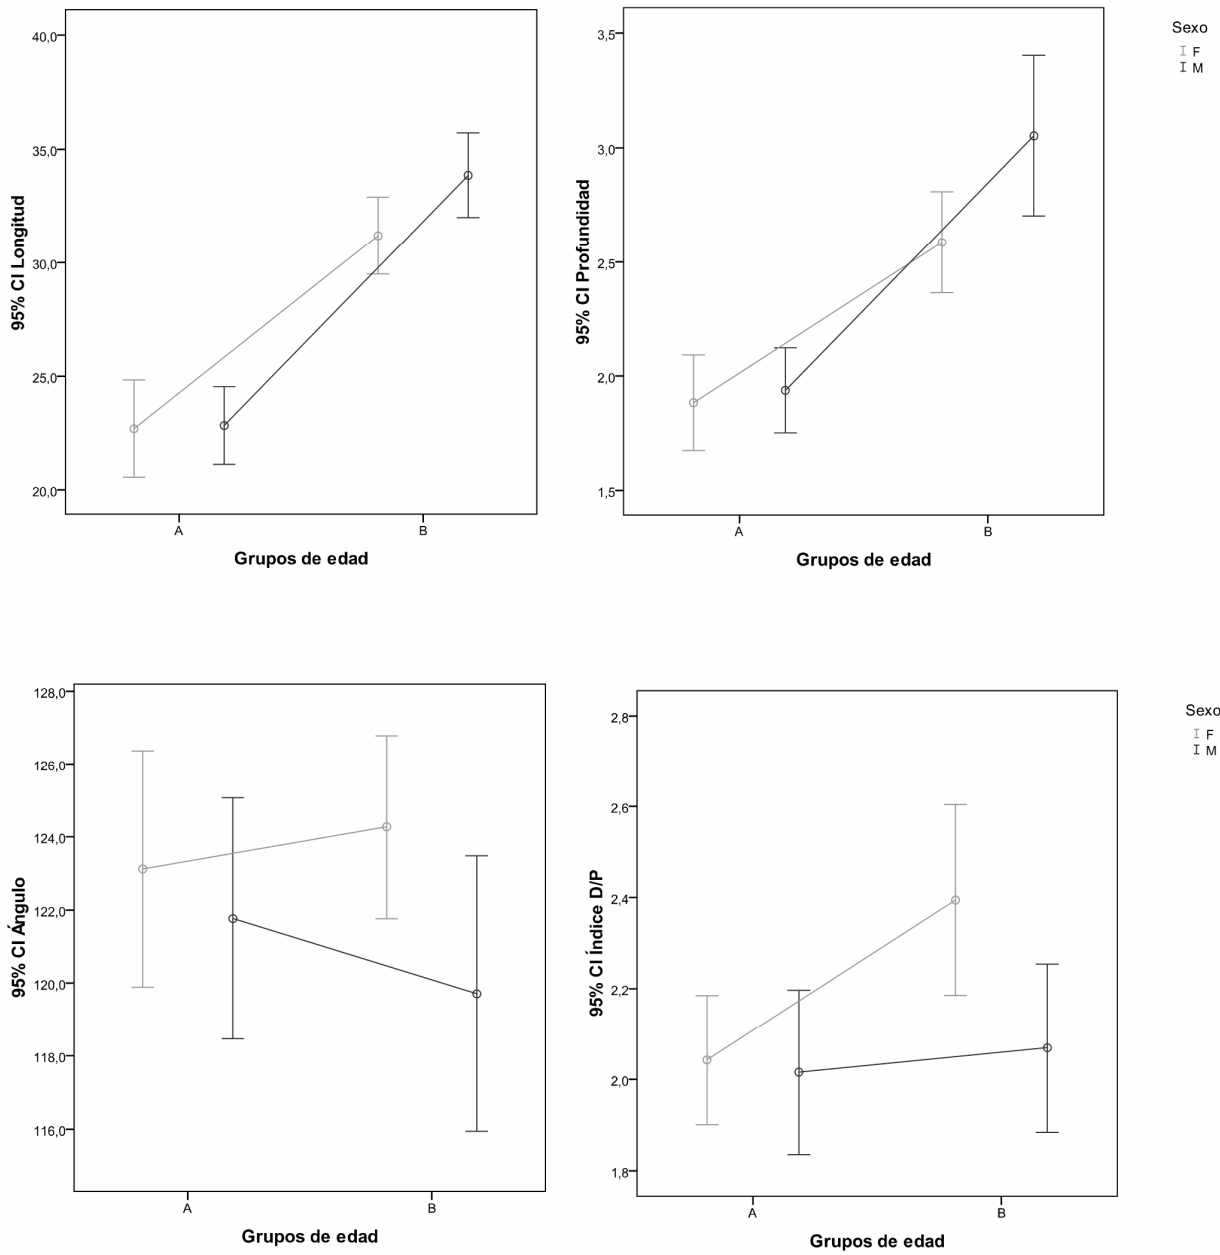 40,0
35,0
30,0
25,0
20,0
95% CI Longitud
A
B
Grupos de edad
3,5
3,0
2,5
2,0
1,5
95% CI Profundidad
A
B
Grupos de edad
Sexo
F
M
128,0
126,0
124,0
122,0
120,0
118,0
116,0
95% CI Ángulo
A
B
Grupos de edad
2,8
2,6
2,4
2,2
2,0
1,8
95% CI Índice D/P
A
B
Grupos de edad
Sexo
F
M